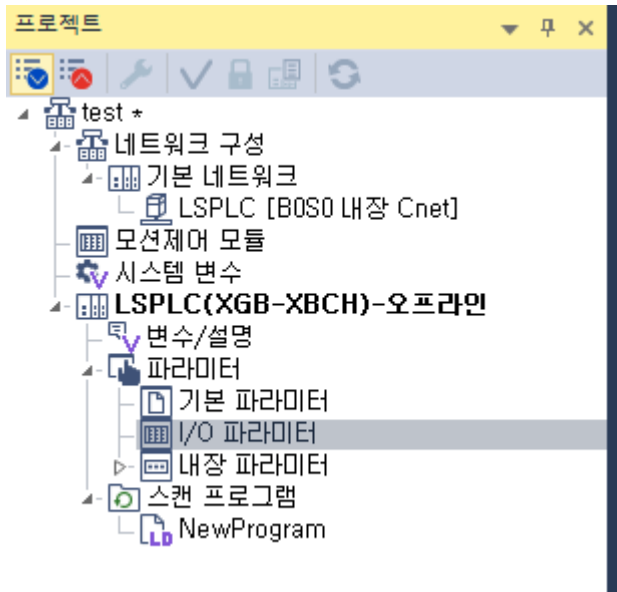 프로젝트
test *
네트워크 구성
기본 네트워크
LSPLC [B0S0 내장 Cnet]
모션제어 모듈
시스템 변수
LSPLC(XGB-XBCH)-오프라인
변수/설명
파라미터
기본 파라미터
I/O 파라미터
내장 파라미터
스캔 프로그램
NewProgram